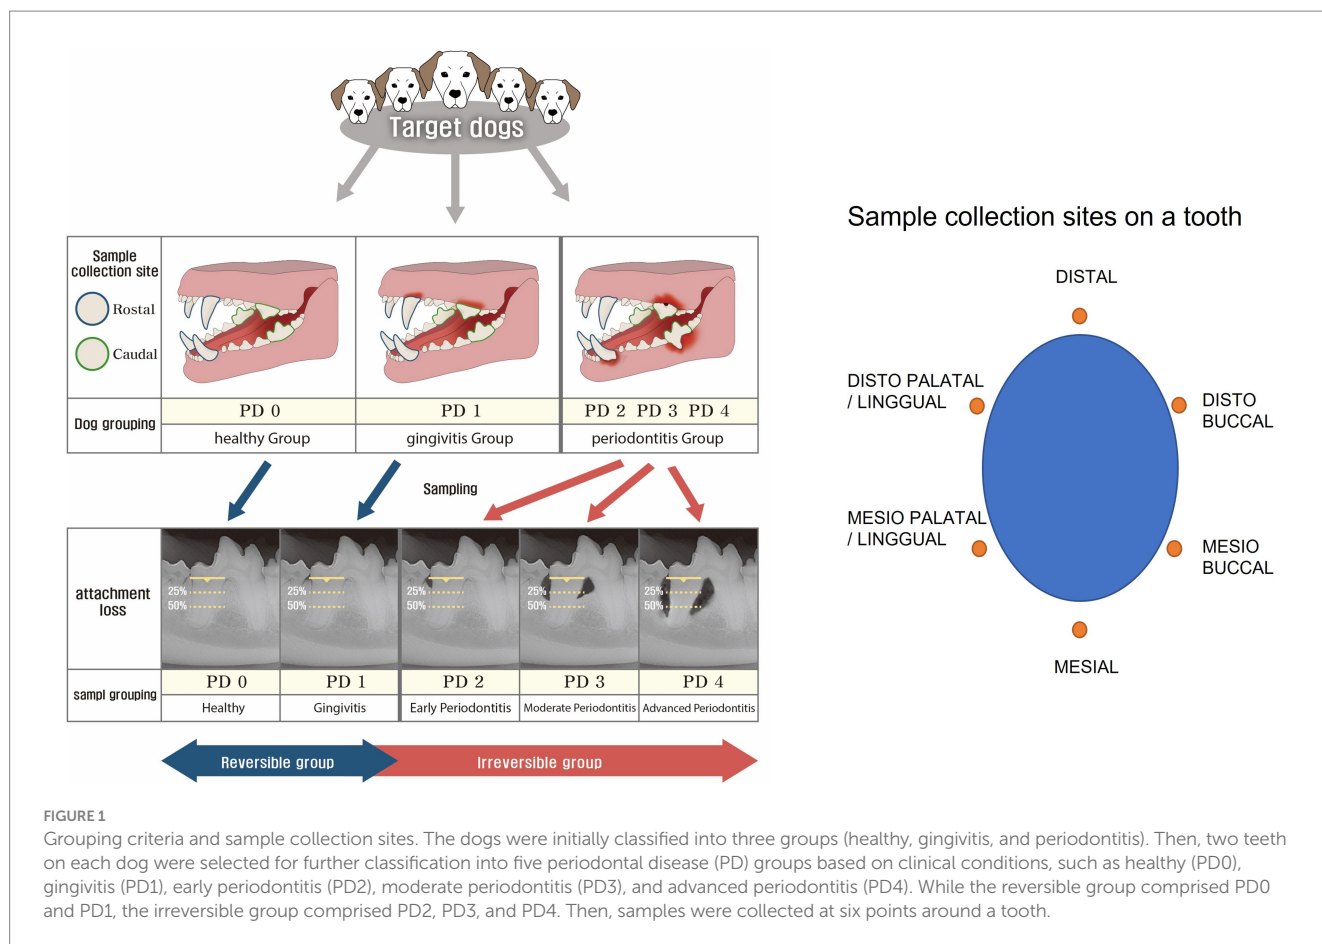 Target dogs
Sample
collection site
Rostal
Caudal
Dog grouping
PD 0
PD 1
PD 2 PD 3 PD 4
healthy Group
gingivitis Group
periodontitis Group
Sampling
attachment
loss
25%
50%
25%
50%
25%
50%
25%
50%
25%
50%
sampl grouping
PD 0
PD 1
PD 2
PD 3
PD 4
Healthy
Gingivitis
Early Periodontitis
Moderate Periodontitis
Advanced Periodontitis
Reversible group
Irreversible group
Sample collection sites on a tooth
DISTAL
DISTO PALATAL
/ LINGGUAL
DISTO
BUCCAL
MESIO PALATAL
/ LINGGUAL
MESIO
BUCCAL
MESIAL
FIGURE 1
Grouping criteria and sample collection sites. The dogs were initially classified into three groups (healthy, gingivitis, and periodontitis). Then, two teeth
on each dog were selected for further classification into five periodontal disease (PD) groups based on clinical conditions, such as healthy (PD0),
gingivitis (PD1), early periodontitis (PD2), moderate periodontitis (PD3), and advanced periodontitis (PD4). While the reversible group comprised PD0
and PD1, the irreversible group comprised PD2, PD3, and PD4. Then, samples were collected at six points around a tooth.